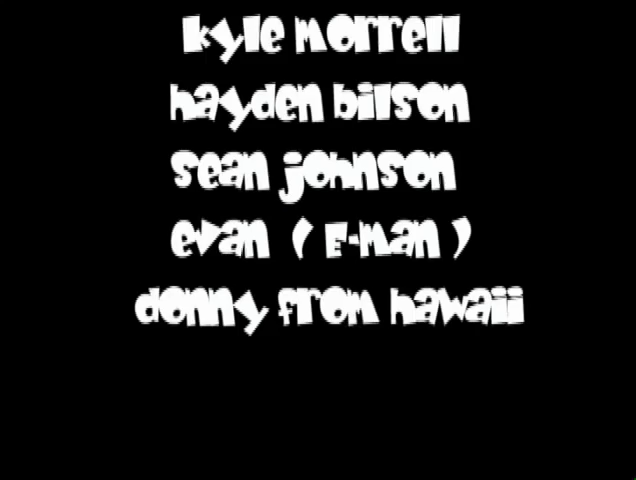 kyle morrell
hayden bilson
sean johnson
evan ( E-man )
donny from hawaii